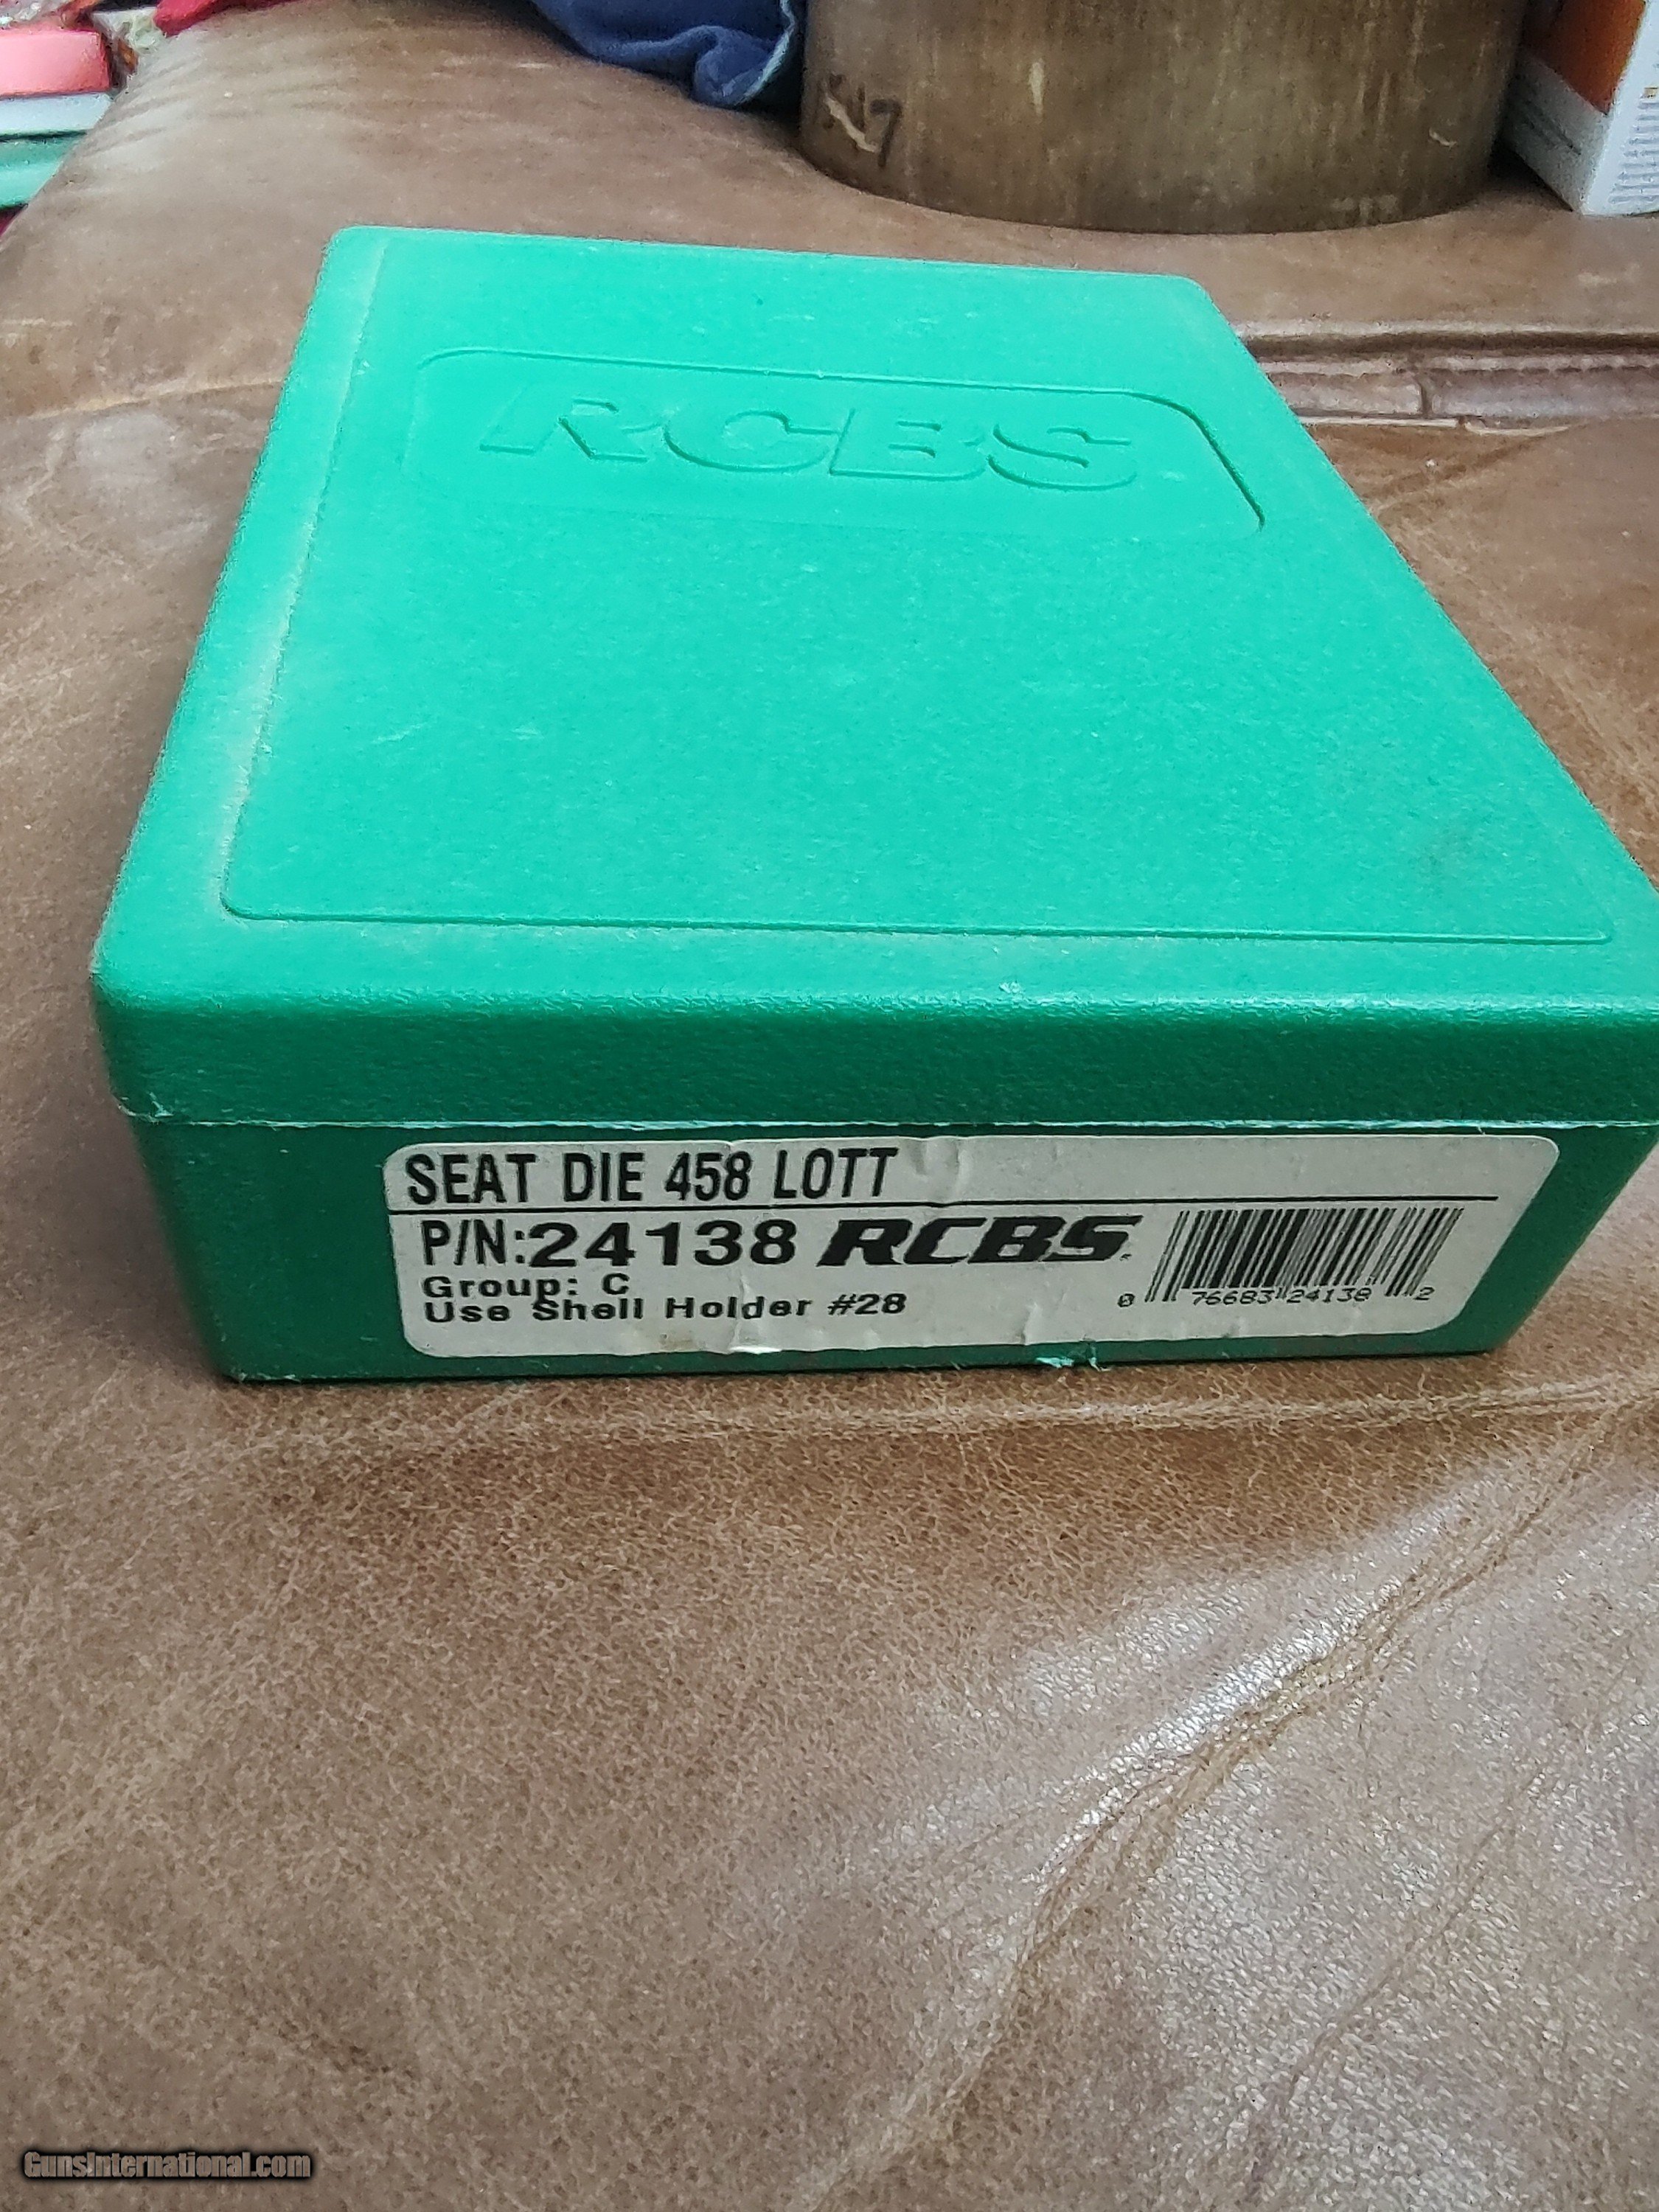 RCBS
SEAT DIE 458 LOTT
P/N:24138 RCBS
Group: C
Use Shell Holder #28
0 76683 24138 2
GunsInternational.com